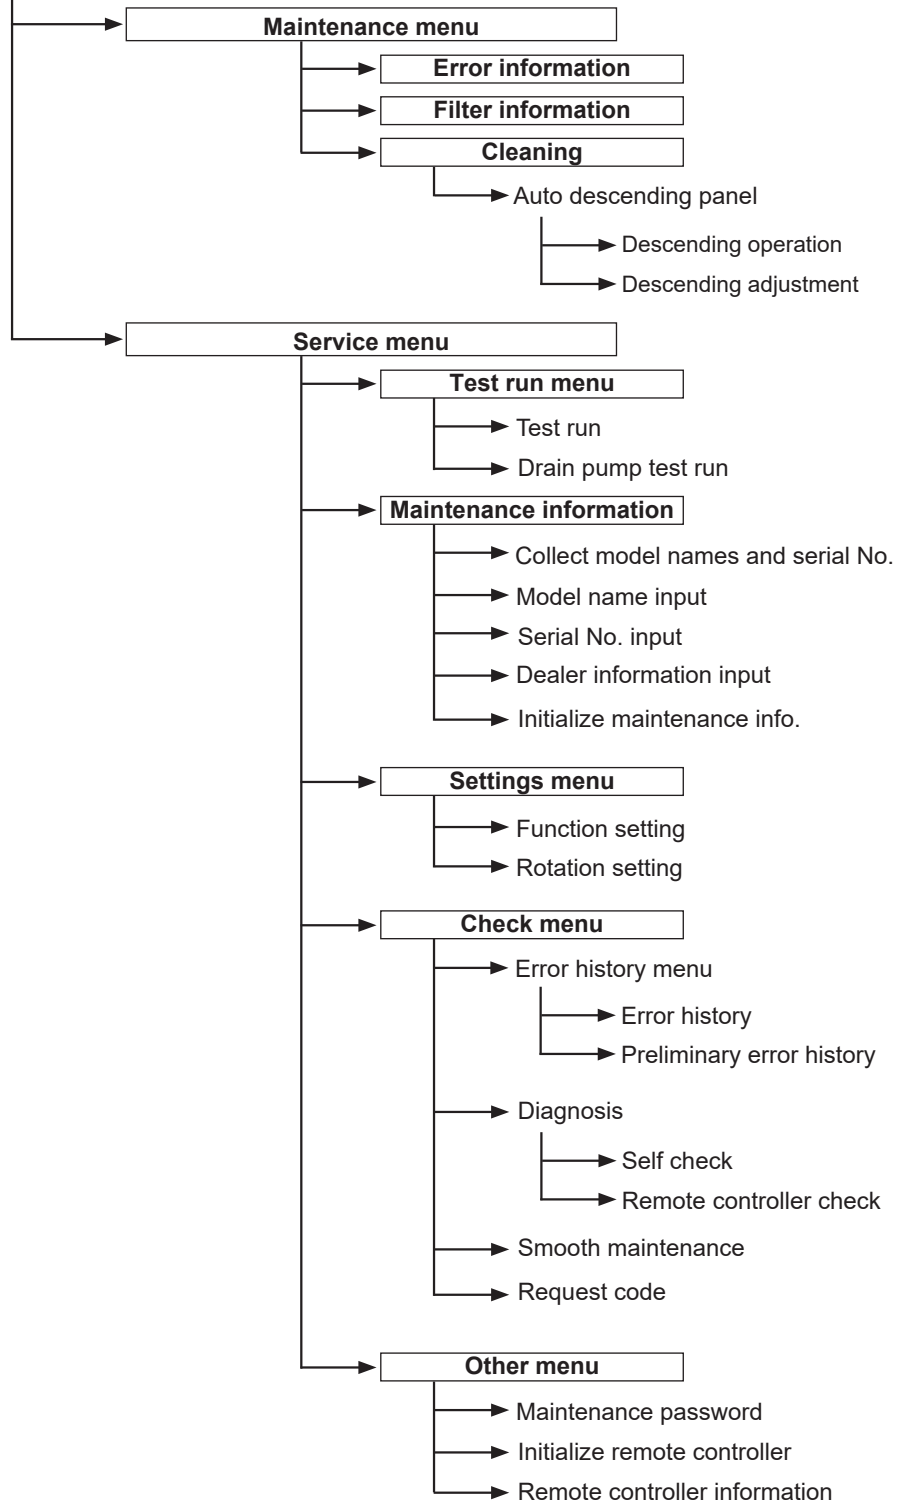 Maintenance menu
Error information
Filter information
Cleaning
Auto descending panel
Descending operation
Descending adjustment
Service menu
Test run menu
Test run
Drain pump test run
Maintenance information
Collect model names and serial No.
Model name input
Serial No. input
Dealer information input
Initialize maintenance info.
Settings menu
Function setting
Rotation setting
Check menu
Error history menu
Error history
Preliminary error history
Diagnosis
Self check
Remote controller check
Smooth maintenance
Request code
Other menu
Maintenance password
Initialize remote controller
Remote controller information